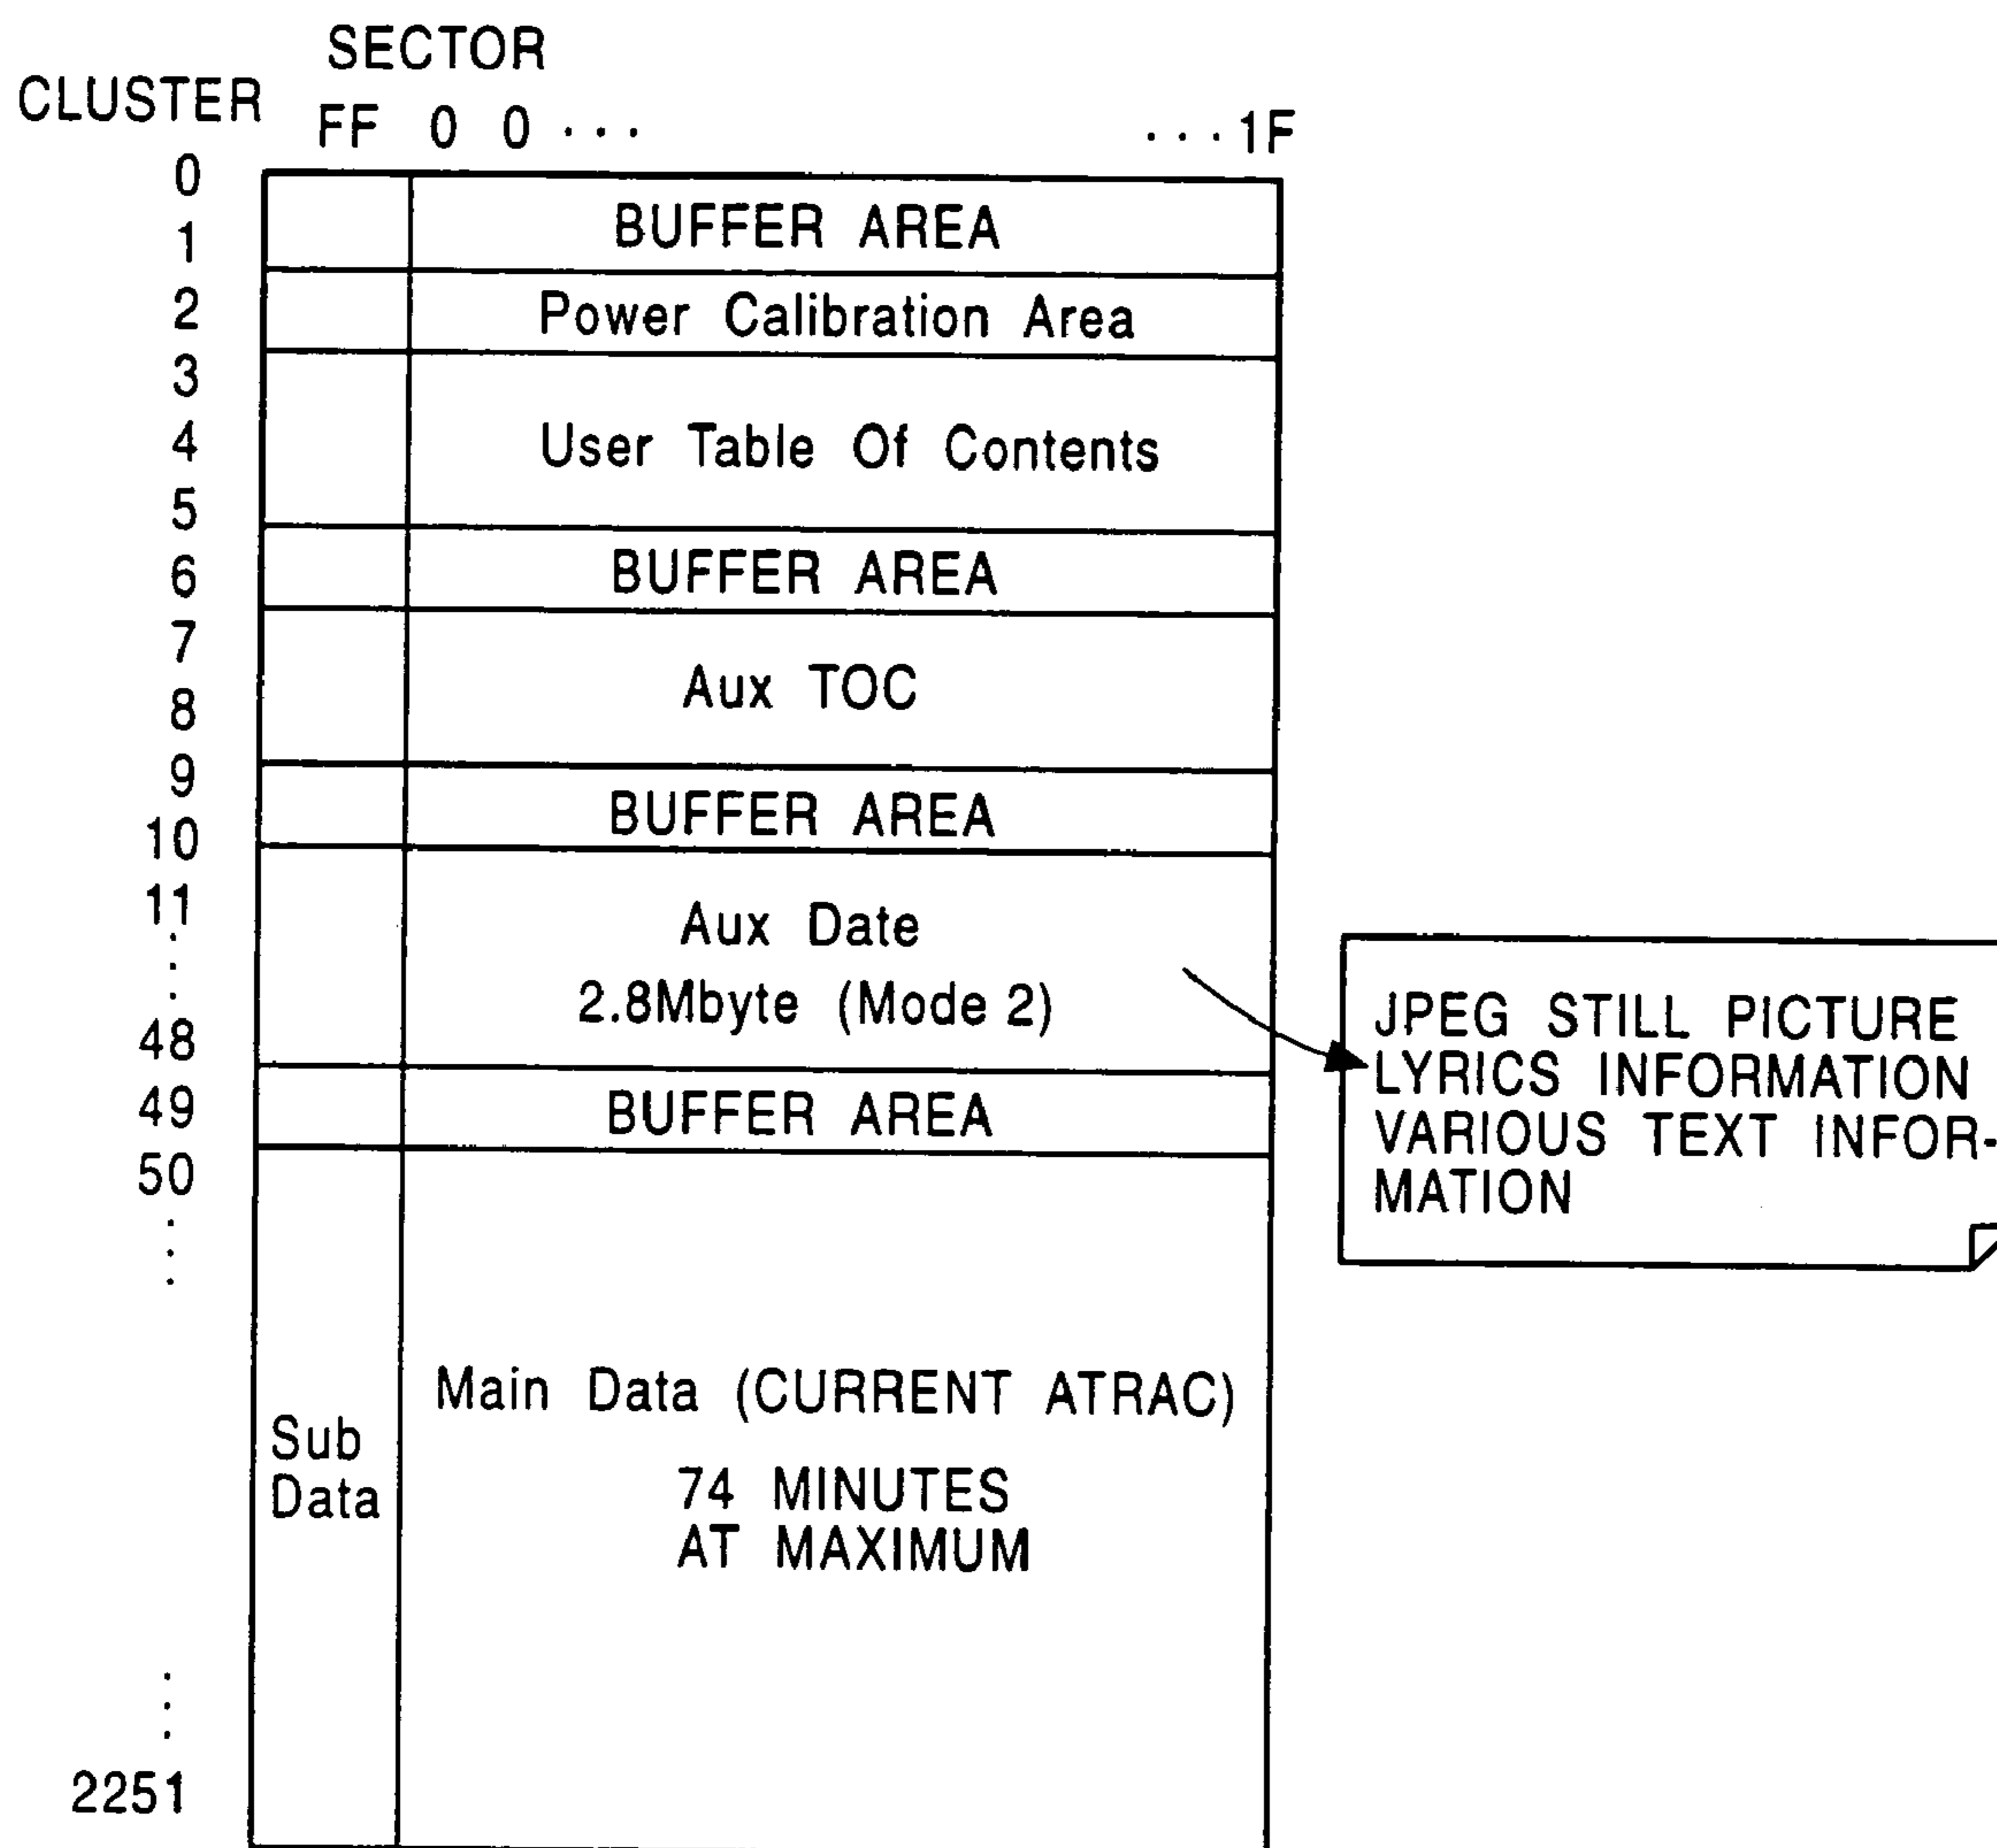 SECTOR
CLUSTER
FF 0 0 ··· ···1F
0
1
BUFFER AREA
2
Power Calibration Area
3
4
User Table Of Contents
5
6
BUFFER AREA
7
8
Aux TOC
9
BUFFER AREA
10
11
Aux Date
2.8Mbyte (Mode 2)
48
JPEG STILL PICTURE
LYRICS INFORMATION
VARIOUS TEXT INFOR-
MATION
49
BUFFER AREA
50
Main Data (CURRENT ATRAC)
Sub
Data
74 MINUTES
AT MAXIMUM
2251